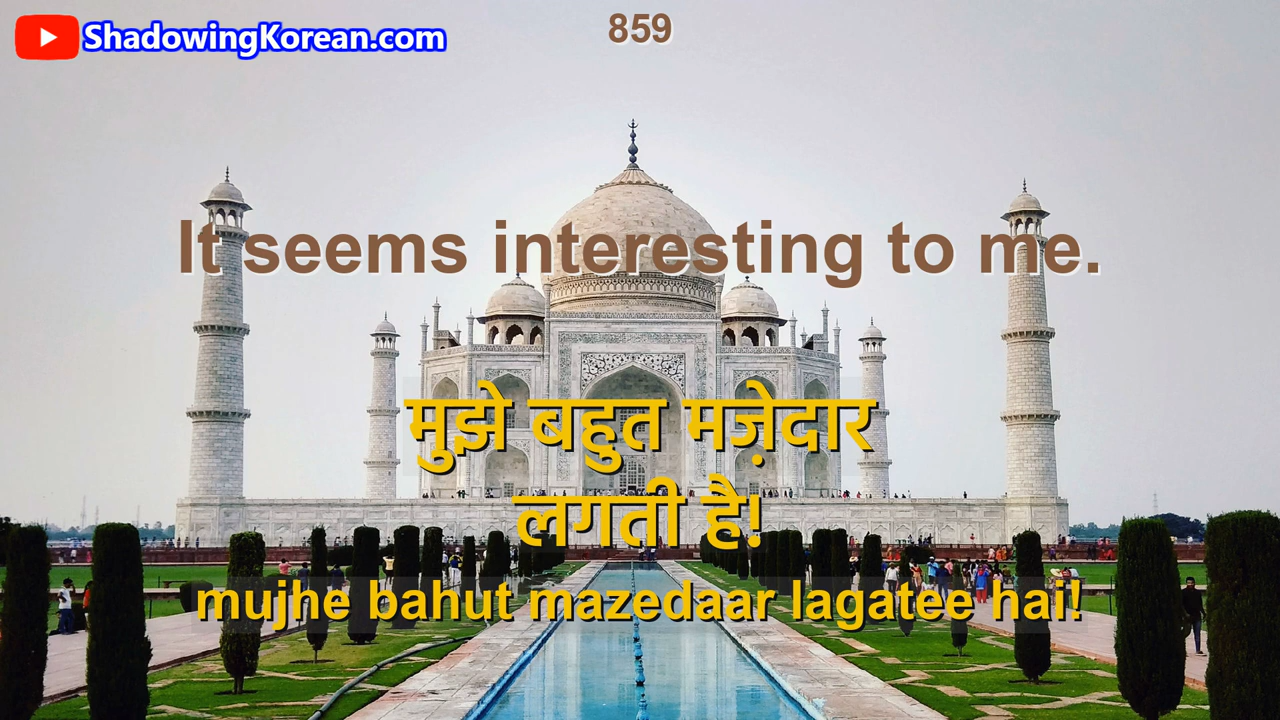 ShadowingKorean.com
859
It seems interesting to me.
मुझे बहुत मज़ेदार
लगती है!
mujhe bahut mazedaar lagatee hai!